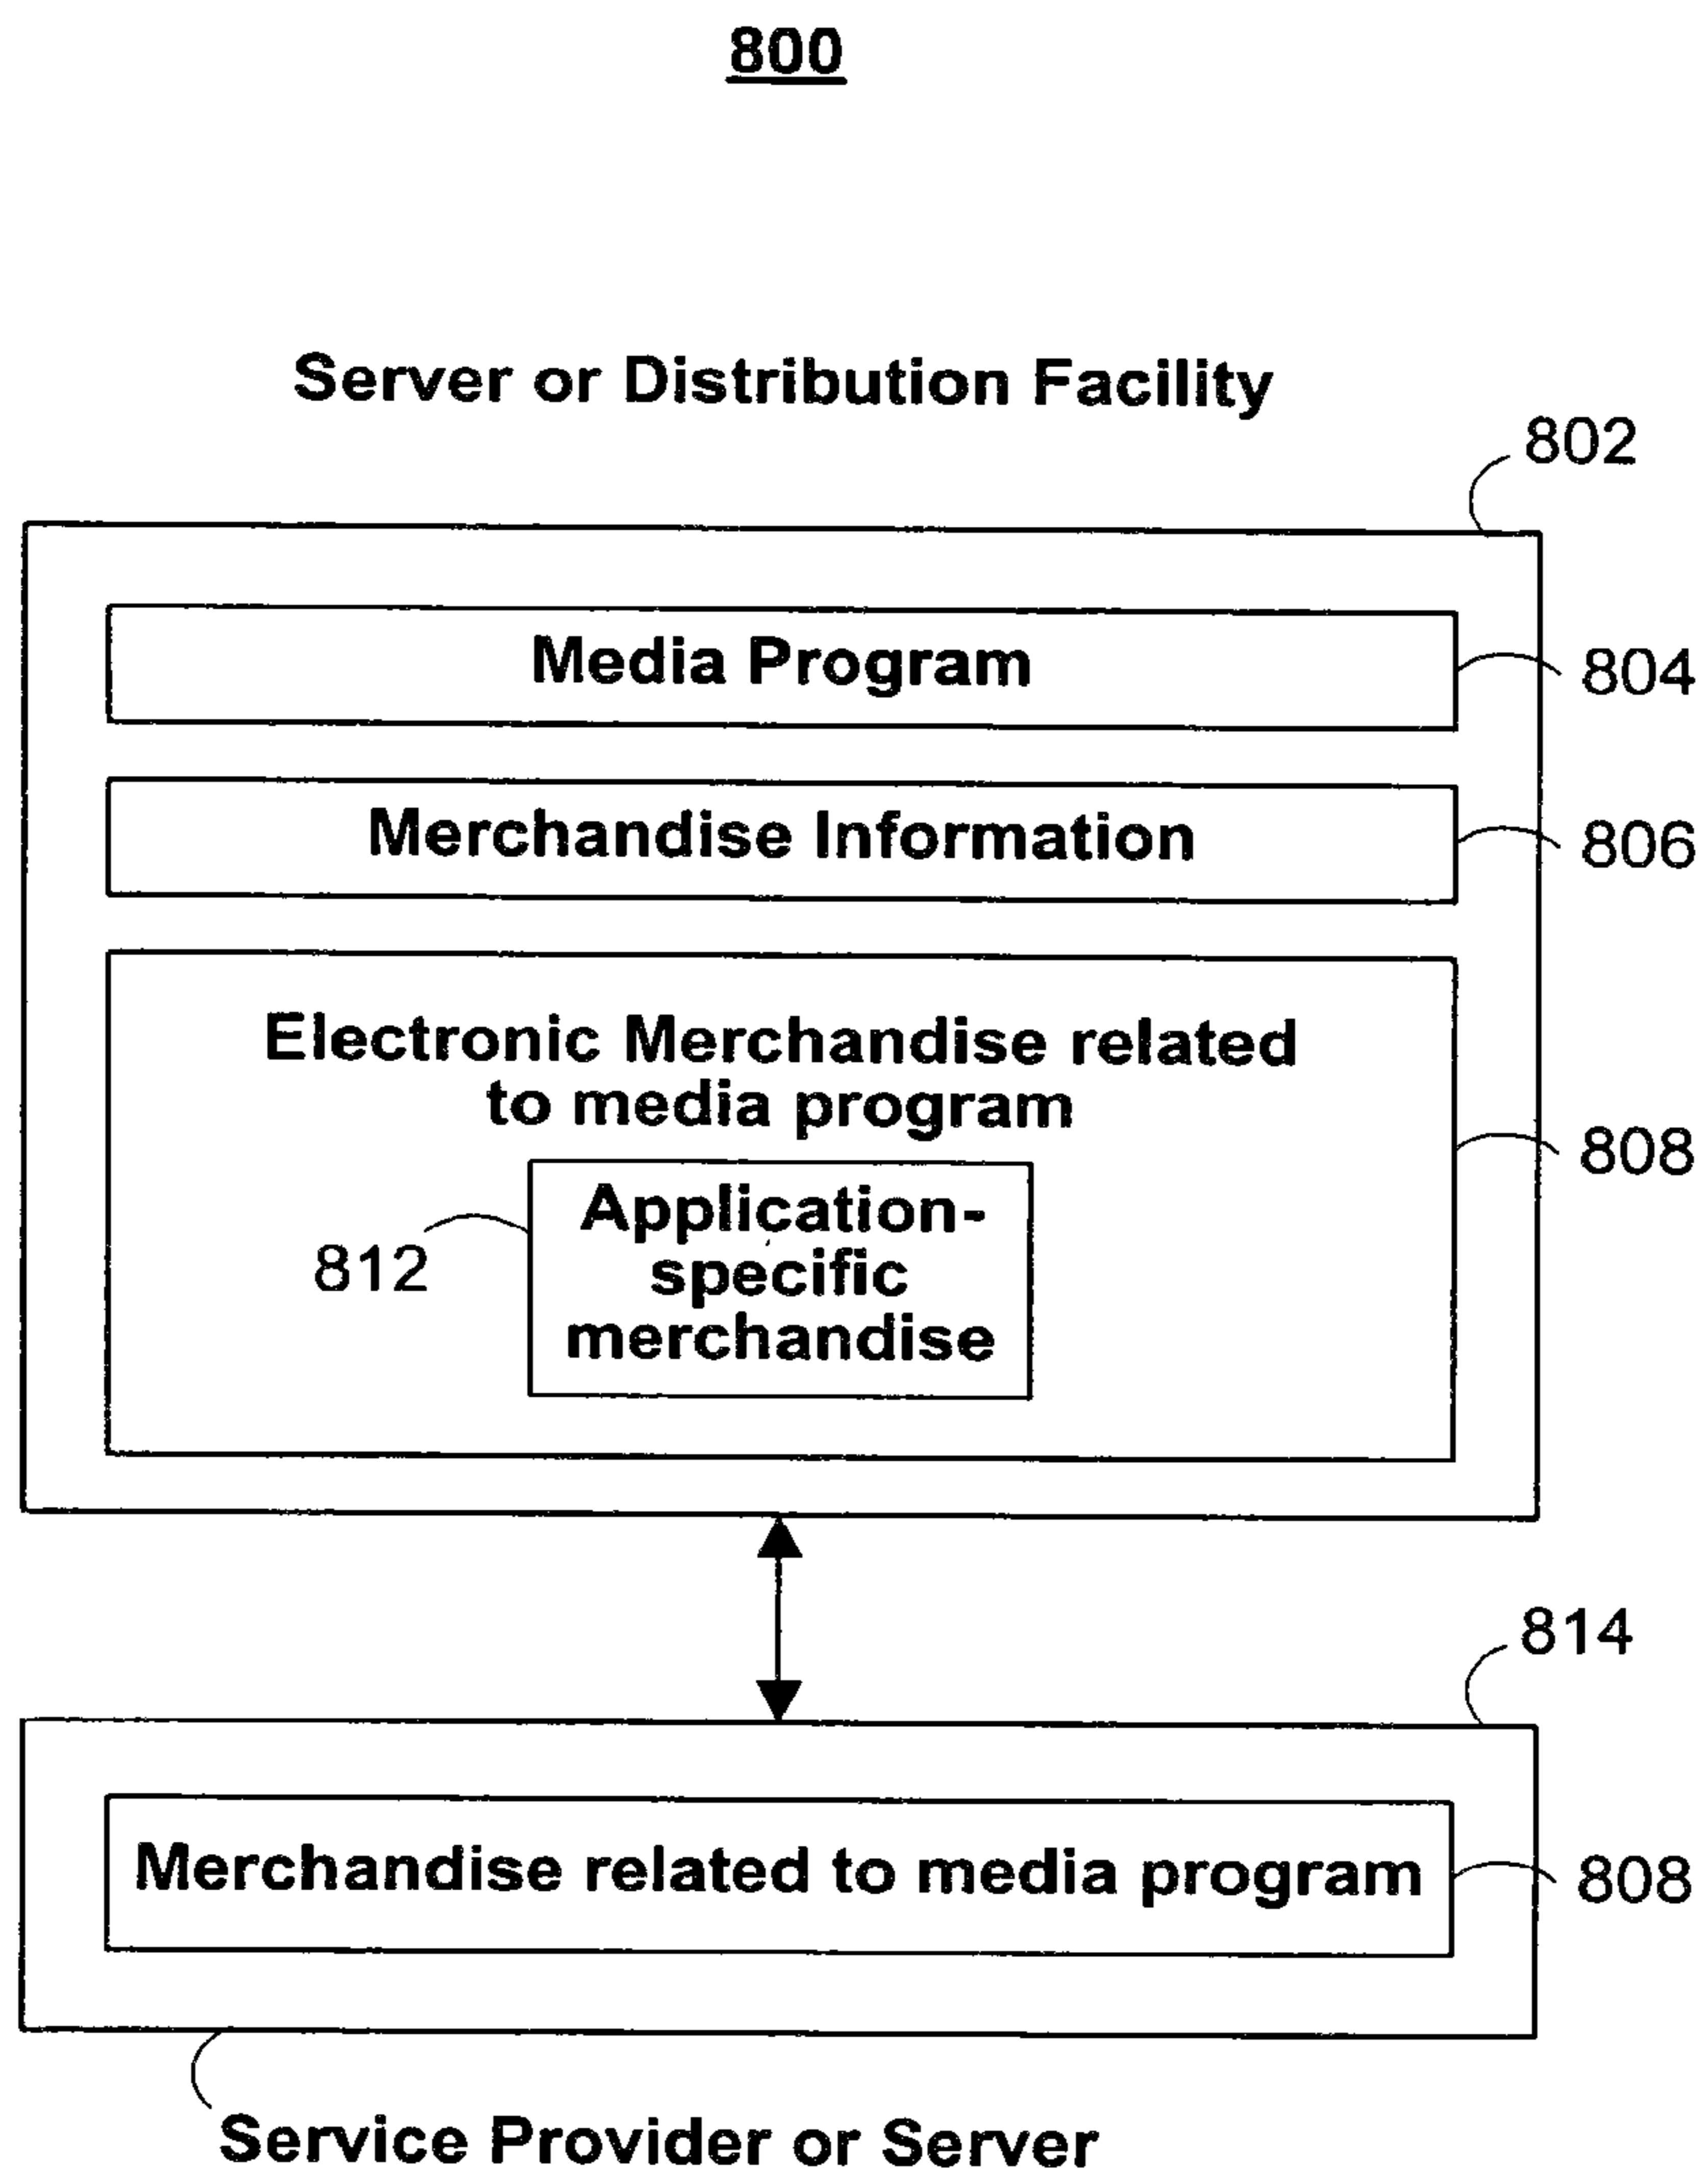 800
Server or Distribution Facility
802
Media Program
804
Merchandise Information
806
Electronic Merchandise related
to media program
808
Application-
specific
merchandise
812
814
Merchandise related to media program
808
Service Provider or Server